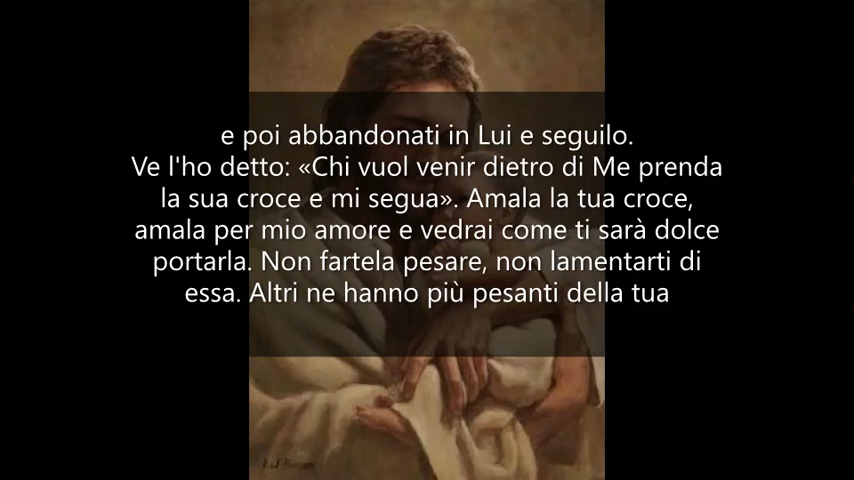 e poi abbandonati in Lui e seguilo.
Ve l'ho detto: «Chi vuol venir dietro di Me prenda
la sua croce e mi segua». Amala la tua croce,
amala per mio amore e vedrai come ti sarà dolce
portarla. Non fartela pesare, non lamentarti di
essa. Altri ne hanno più pesanti della tua